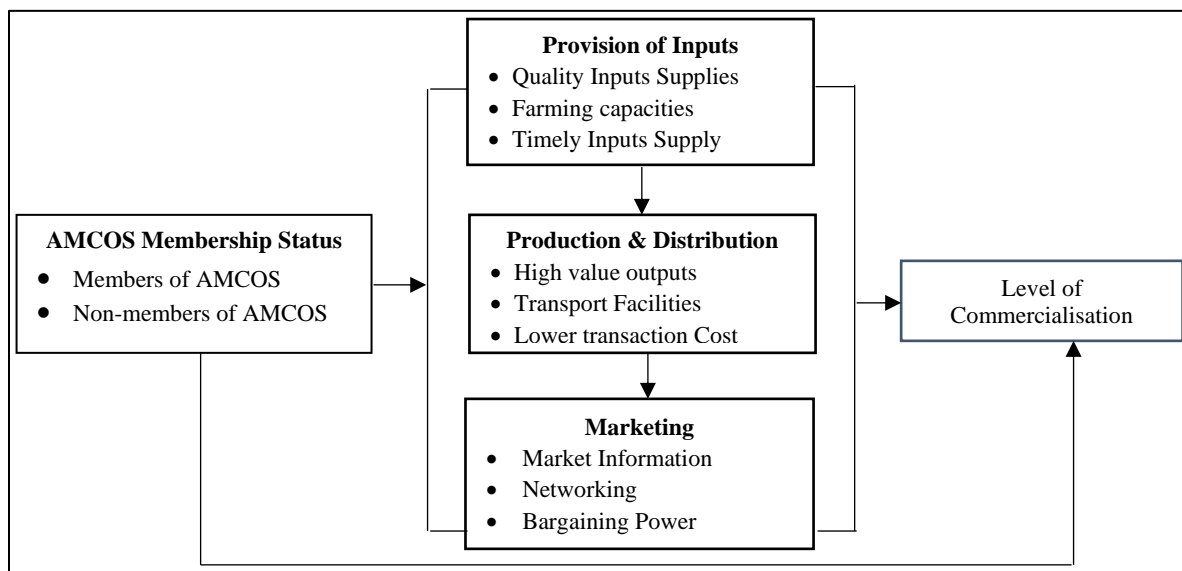 Provision of Inputs
• Quality Inputs Supplies
• Farming capacities
• Timely Inputs Supply
AMCOS Membership Status
• Members of AMCOS
• Non-members of AMCOS
Production & Distribution
• High value outputs
• Transport Facilities
• Lower transaction Cost
Marketing
• Market Information
• Networking
• Bargaining Power
Level of
Commercialisation